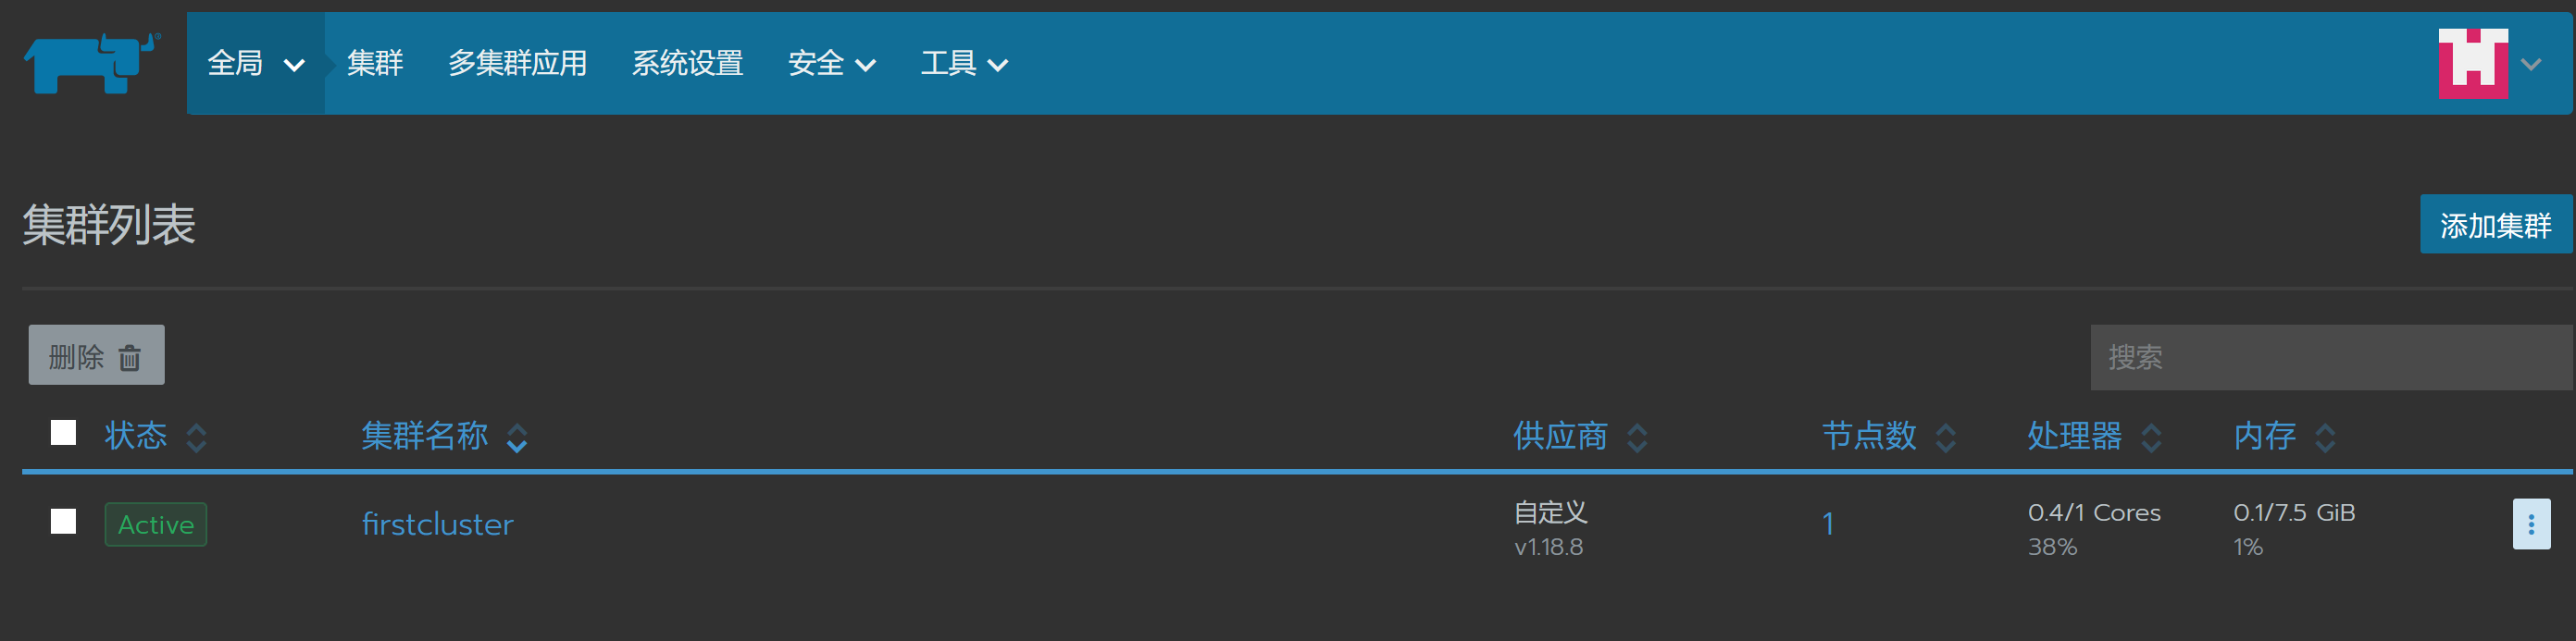 全局 集群 多集群应用 系统设置 安全 工具
集群列表 添加集群
删除 搜索
状态 集群名称 供应商 节点数 处理器 内存
Active firstcluster 自定义 1 0.4/1 Cores 0.1/7.5 GiB
v1.18.8 38% 1%